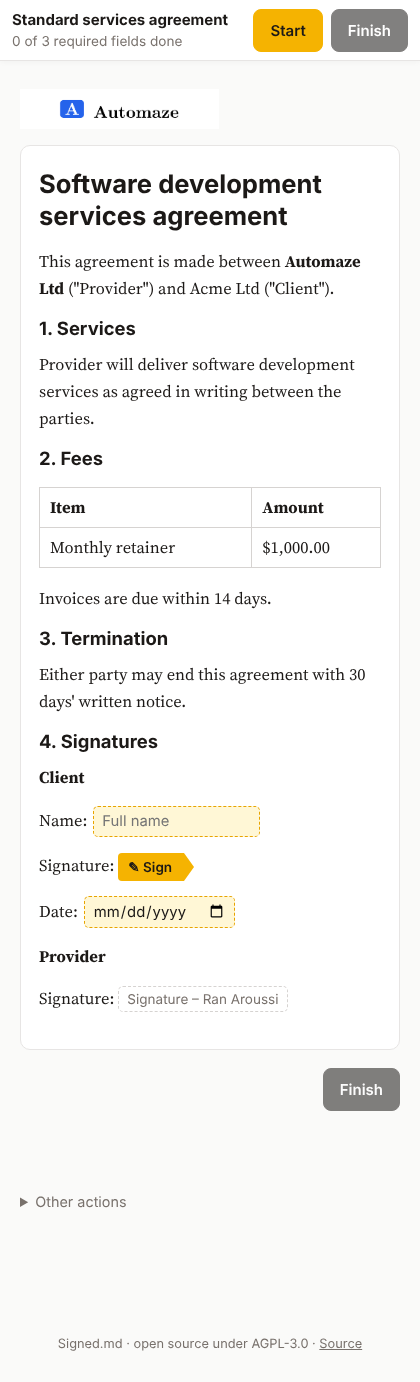 Standard services agreement
0 of 3 required fields done
Start
Finish
A Automaze
Software development
services agreement
This agreement is made between Automaze
Ltd ("Provider") and Acme Ltd ("Client").
1. Services
Provider will deliver software development
services as agreed in writing between the
parties.
2. Fees
Item Amount
Monthly retainer $1,000.00
Invoices are due within 14 days.
3. Termination
Either party may end this agreement with 30
days' written notice.
4. Signatures
Client
Name: Full name
Signature: ✎ Sign
Date: mm/dd/yyyy
Provider
Signature: Signature – Ran Aroussi
Finish
▶ Other actions
Signed.md · open source under AGPL-3.0 · Source